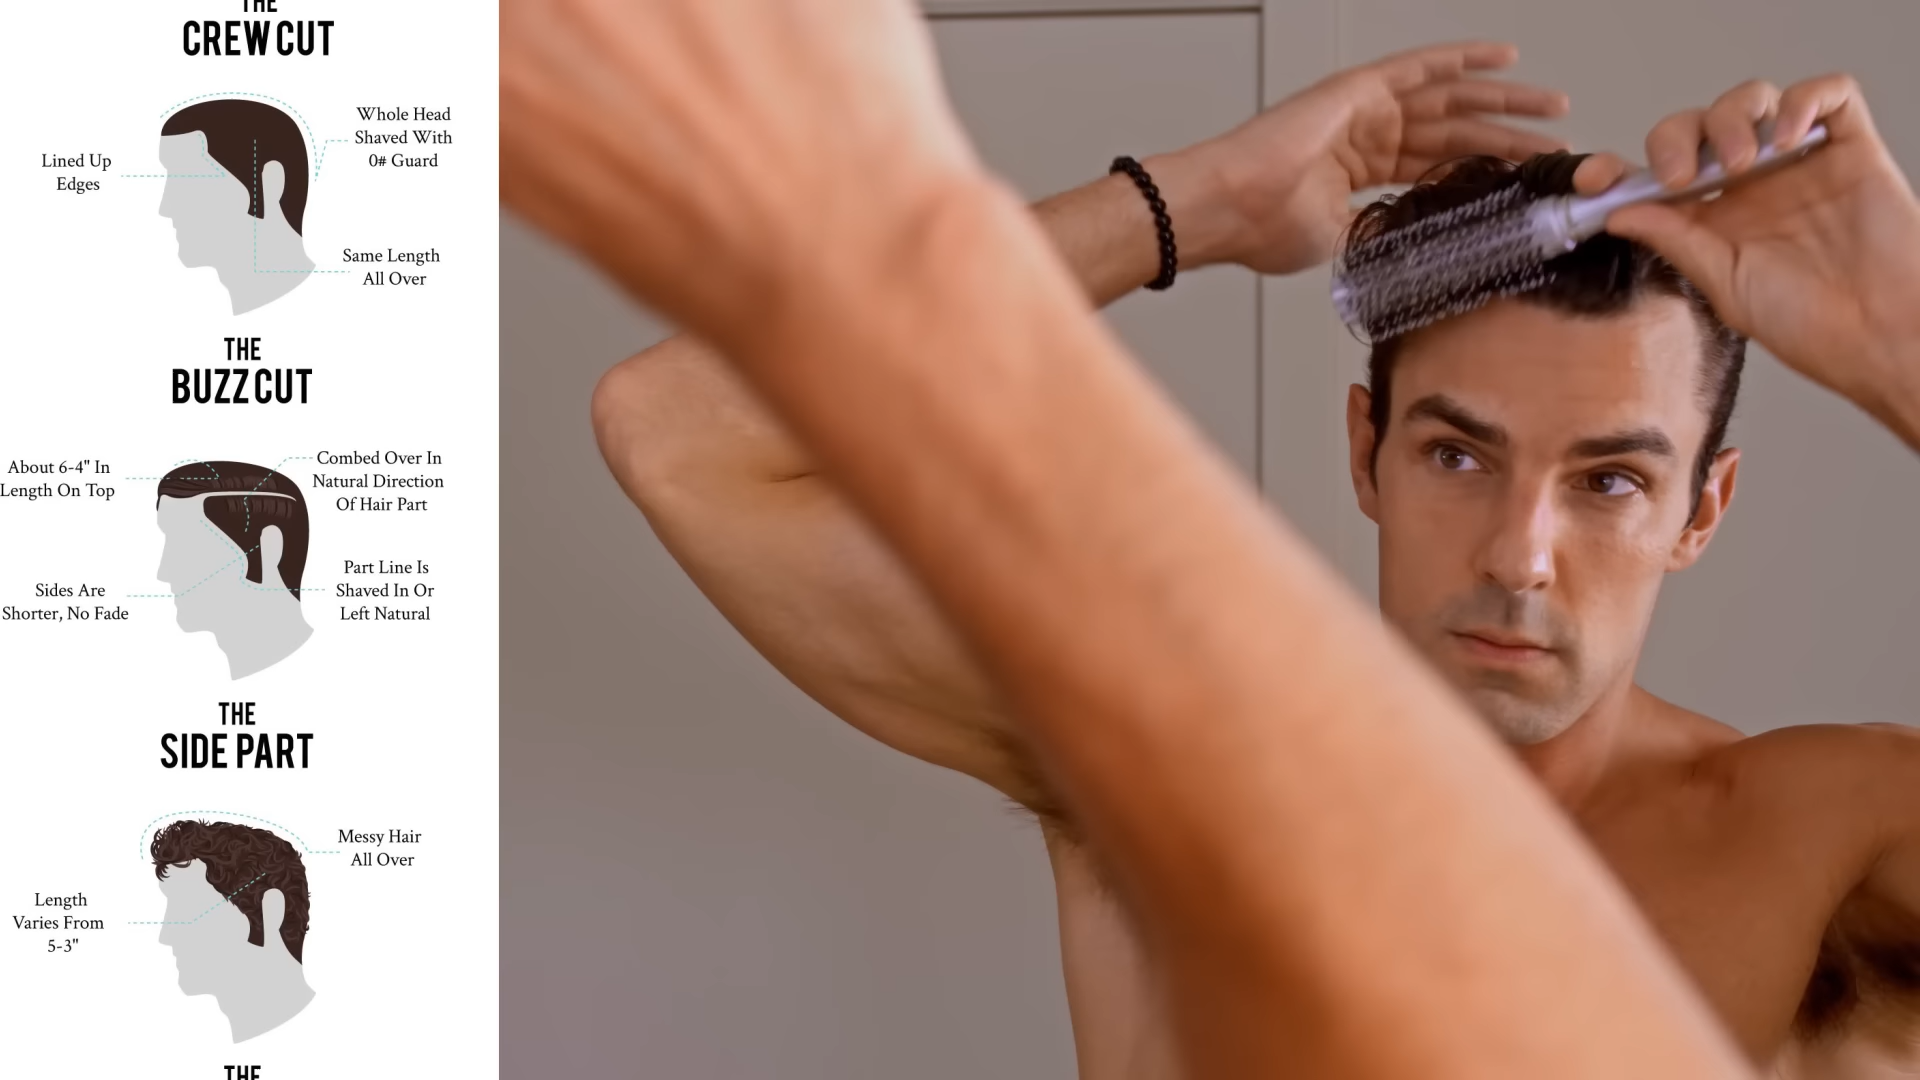 THE
CREW CUT
Whole Head
Shaved With
0# Guard
Lined Up
Edges
Same Length
All Over
THE
BUZZ CUT
About 6-4" In
Length On Top
Combed Over In
Natural Direction
Of Hair Part
Sides Are
Shorter, No Fade
Part Line Is
Shaved In Or
Left Natural
THE
SIDE PART
Messy Hair
All Over
Length
Varies From
5-3"
THE